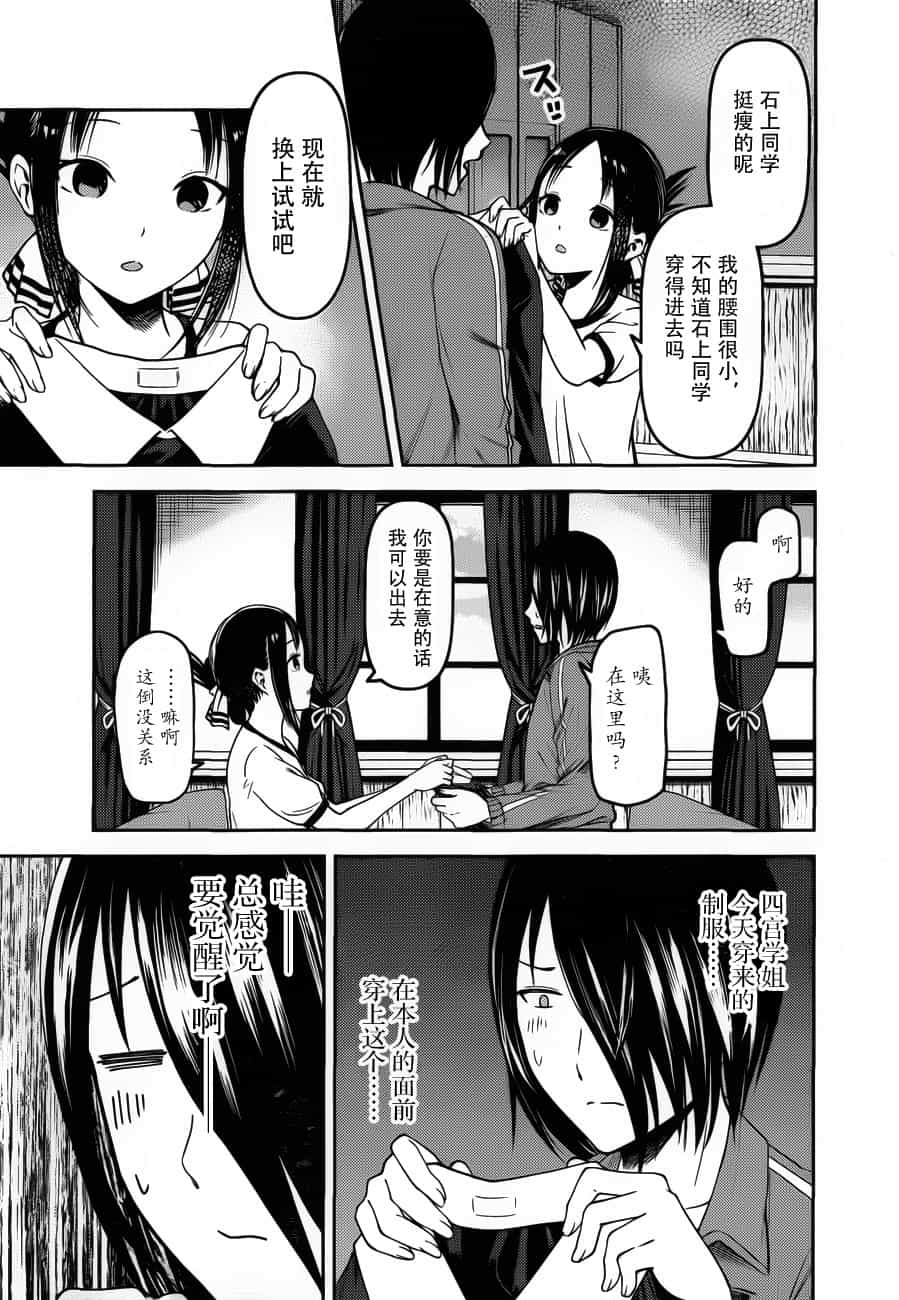 石上同学
挺瘦的呢
我的腰围很小，
不知道石上同学
穿得进去吗
ス〃
现在就
换上试试吧
啊
好的
咦
在这里吗？
你要是在意的话
我可以出去
……嘛啊
这倒没关系
四宫学姐
今天穿来的
制服……
在本人的面前
穿上这个……
哇——
总感觉
要觉醒了啊——